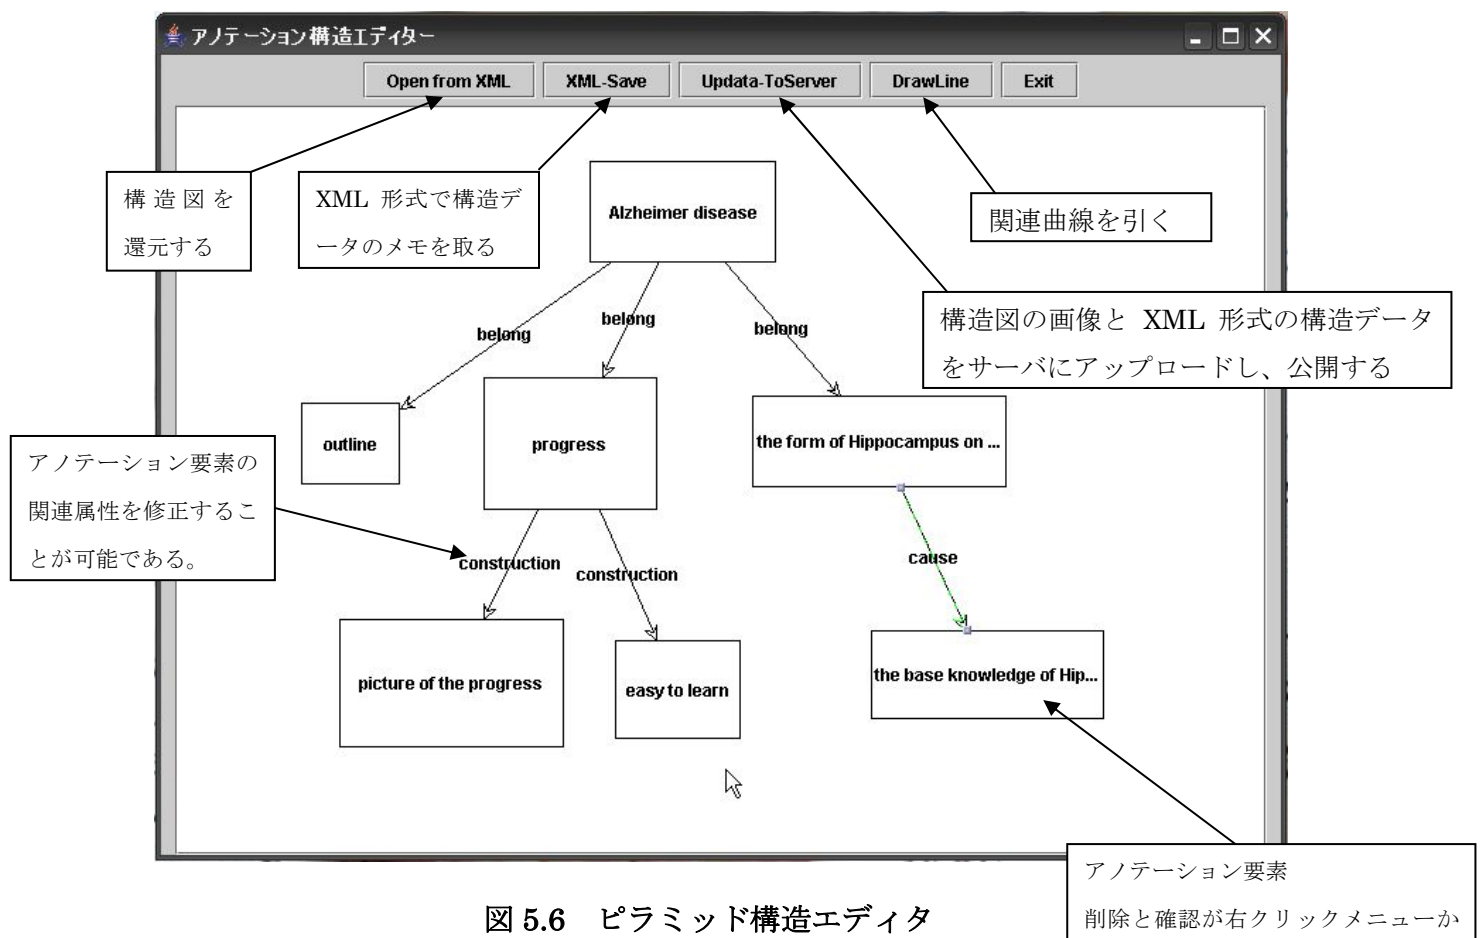 アノテーション構造エディター
Open from XML
XML-Save
Updata-ToServer
DrawLine
Exit
構造図を
還元する
XML 形式で構造デ
ータのメモを取る
Alzheimer disease
関連曲線を引く
構造図の画像と XML 形式の構造データ
をサーバにアップロードし、公開する
belong
belong
belong
outline
progress
the form of Hippocampus on ...
アノテーション要素の
関連属性を修正するこ
とが可能である。
construction
construction
cause
picture of the progress
easy to learn
the base knowledge of Hip...
アノテーション要素
削除と確認が右クリックメニューか
図 5.6 ピラミッド構造エディタ